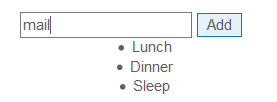 mail Add
• Lunch
• Dinner
• Sleep